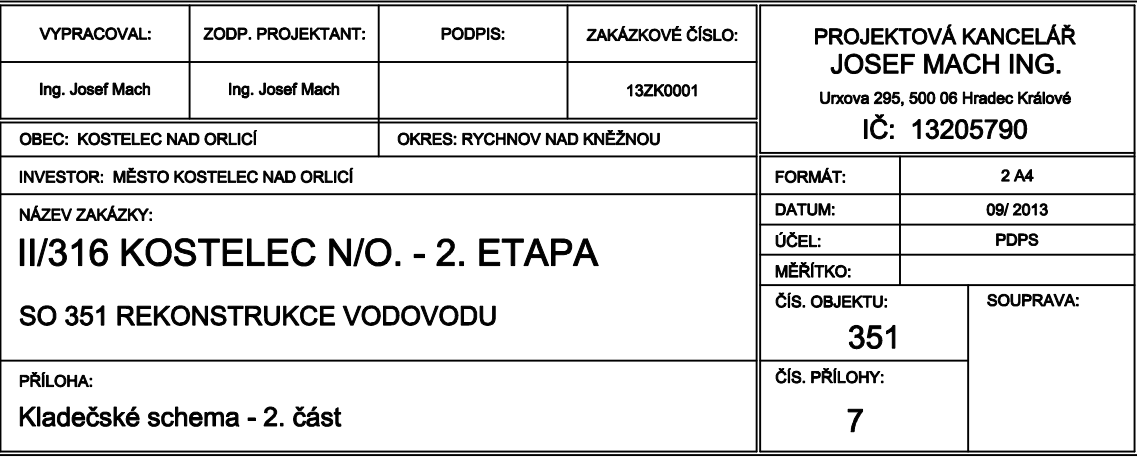 VYPRACOVAL: ZODP. PROJEKTANT: PODPIS: ZAKÁZKOVÉ ČÍSLO:
Ing. Josef Mach Ing. Josef Mach 13ZK0001
OBEC: KOSTELEC NAD ORLICÍ OKRES: RYCHNOV NAD KNĚŽNOU
INVESTOR: MĚSTO KOSTELEC NAD ORLICÍ
NÁZEV ZAKÁZKY:
II/316 KOSTELEC N/O. - 2. ETAPA
SO 351 REKONSTRUKCE VODOVODU
PŘÍLOHA:
Kladečské schema - 2. část
PROJEKTOVÁ KANCELÁŘ
JOSEF MACH ING.
Urxova 295, 500 06 Hradec Králové
IČ: 13205790
FORMÁT: 2 A4
DATUM: 09/ 2013
ÚČEL: PDPS
MĚŘÍTKO:
ČÍS. OBJEKTU: SOUPRAVA:
351
ČÍS. PŘÍLOHY:
7